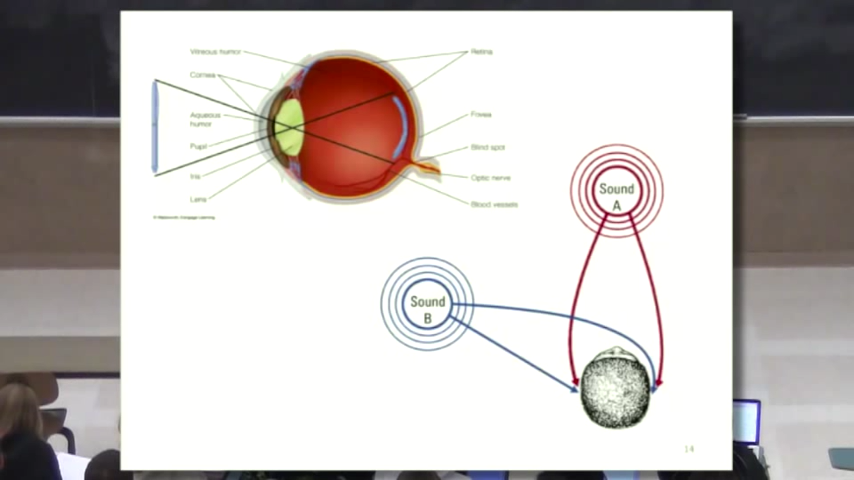 Vitreous humor
Cornea
Aqueous
humor
Pupil
Iris
Lens
Retina
Fovea
Blind spot
Optic nerve
Blood vessels
Sound
A
Sound
B
14